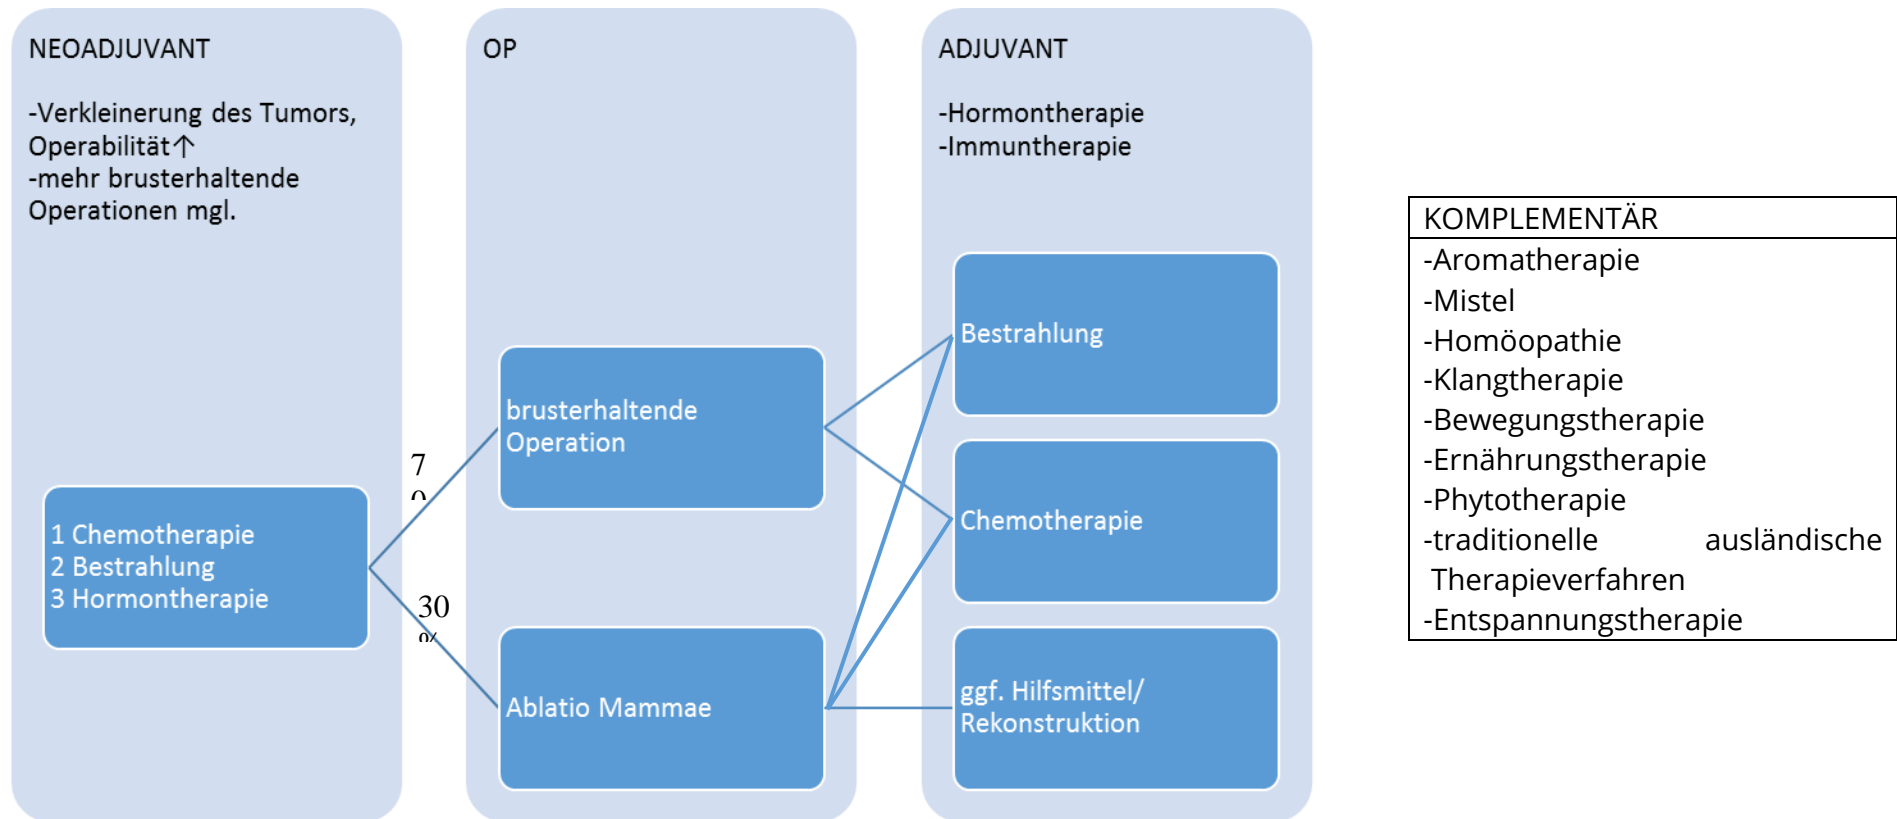 NEOADJUVANT
-Verkleinerung des Tumors,
Operabilität↑
-mehr brusterhaltende
Operationen mgl.
1 Chemotherapie
2 Bestrahlung
3 Hormontherapie
7
30
OP
brusterhaltende
Operation
Ablatio Mammae
ADJUVANT
-Hormontherapie
-Immuntherapie
Bestrahlung
Chemotherapie
ggf. Hilfsmittel/
Rekonstruktion
KOMPLEMENTÄR
-Aromatherapie
-Mistel
-Homöopathie
-Klangtherapie
-Bewegungstherapie
-Ernährungstherapie
-Phytotherapie
-traditionelle ausländische
Therapieverfahren
-Entspannungstherapie